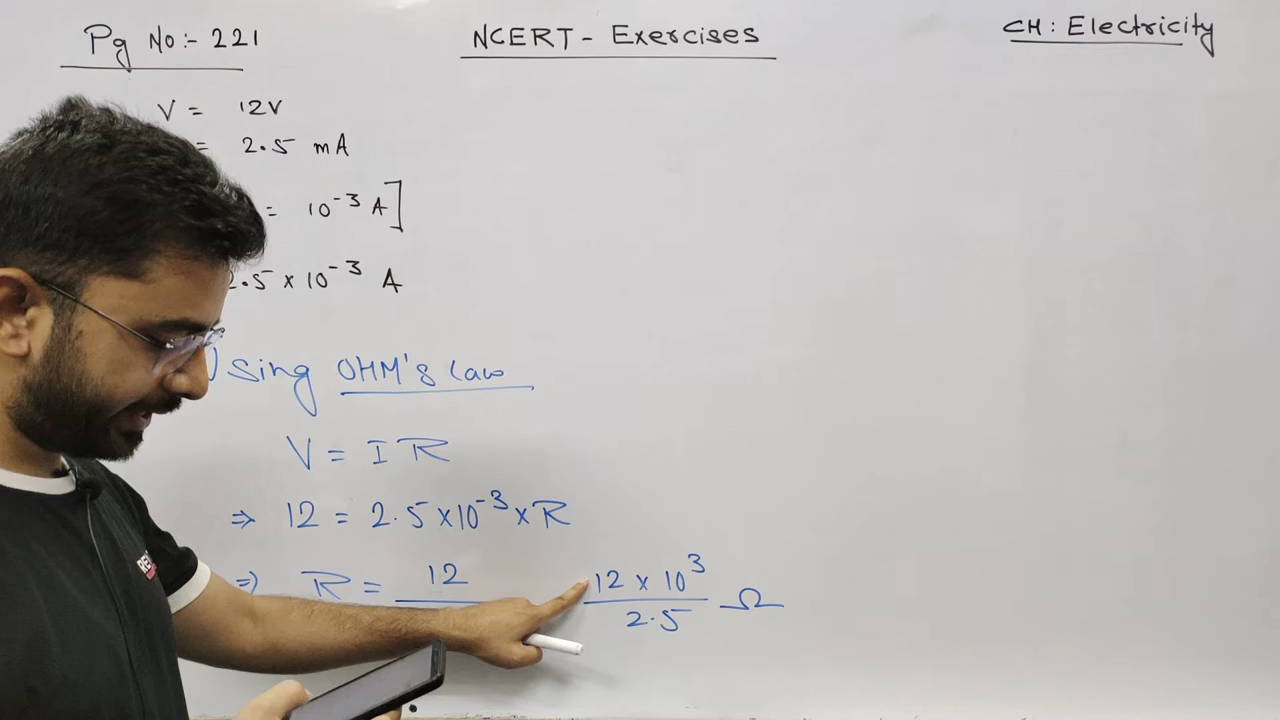 Pg No:- 221
NCERT - Exercises
CH: Electricity
V = 12V
= 2.5 mA
= 10⁻³ A]
2.5 × 10⁻³ A
Using OHM's law
V = I R
⇒ 12 = 2.5 × 10⁻³ × R
⇒ R = 12
12 × 10³
2.5 Ω